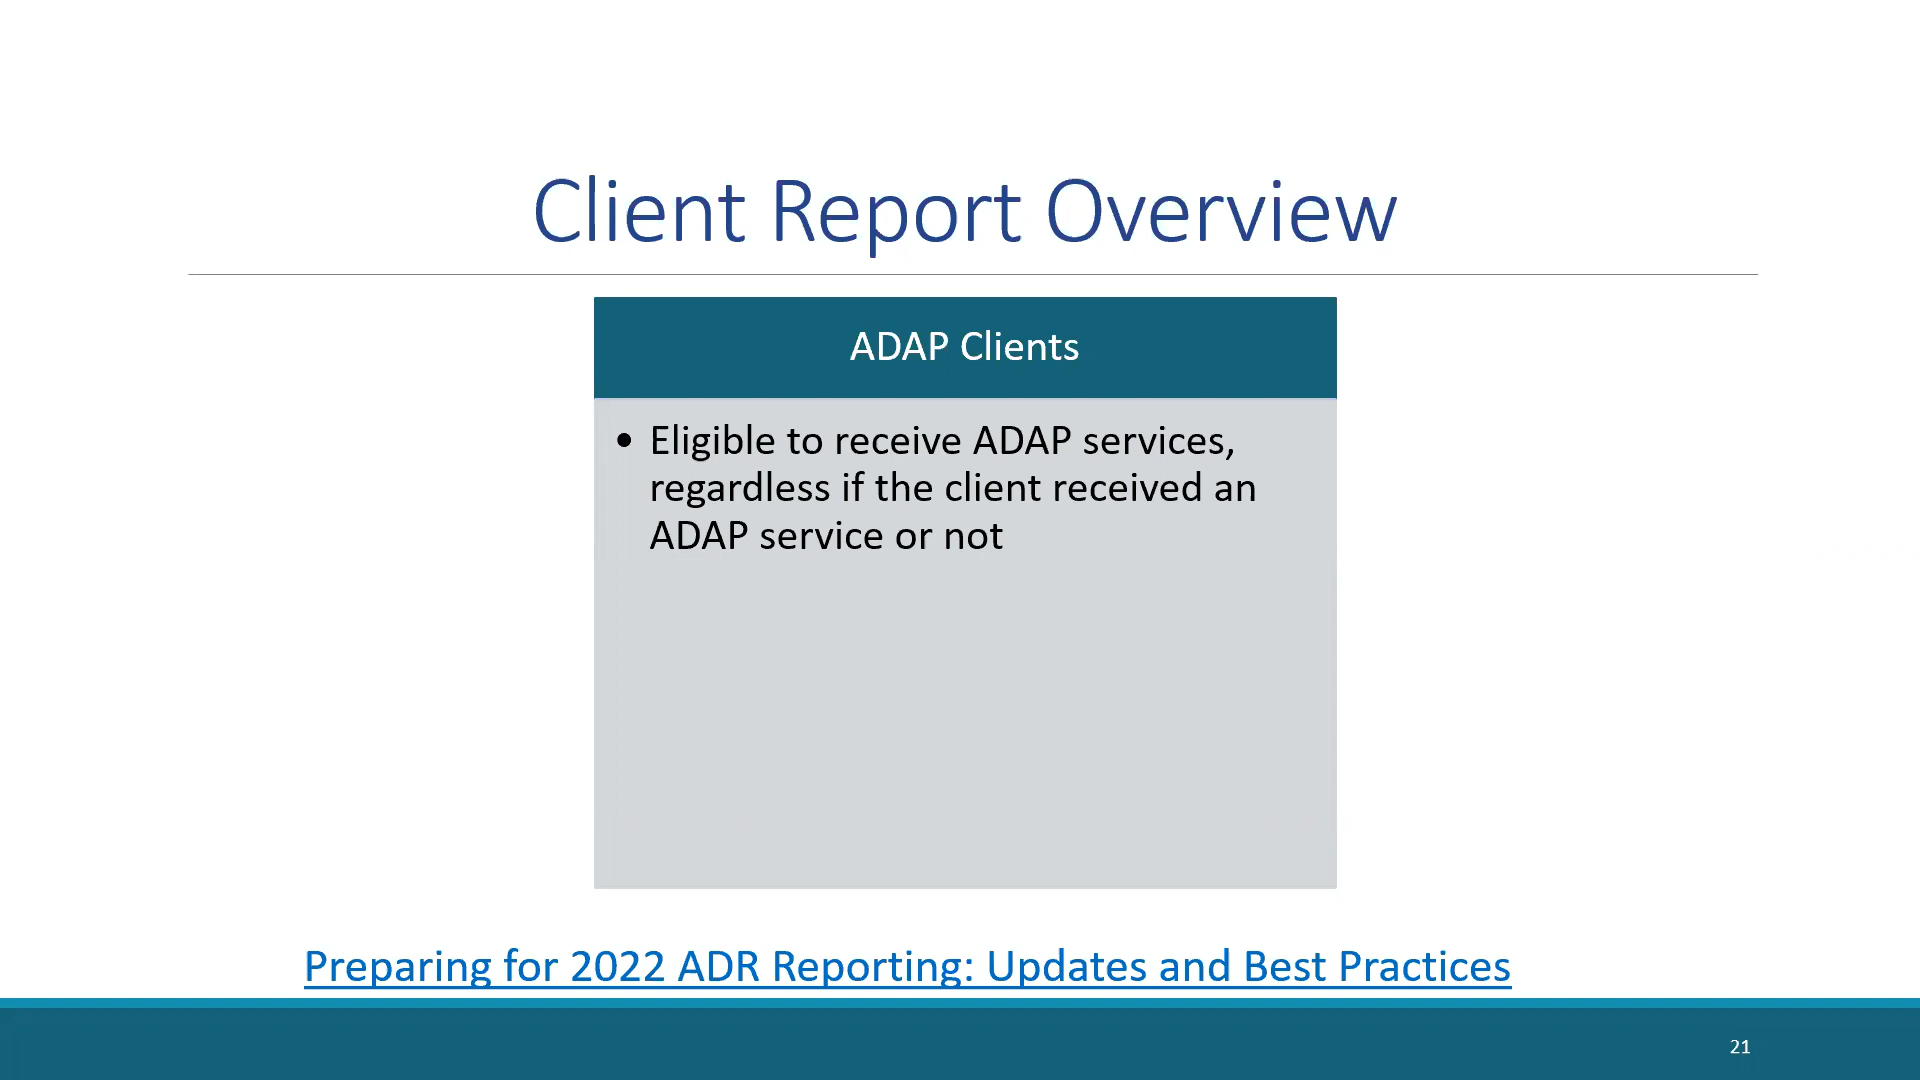 Client Report Overview
ADAP Clients
• Eligible to receive ADAP services,
regardless if the client received an
ADAP service or not
Preparing for 2022 ADR Reporting: Updates and Best Practices
21